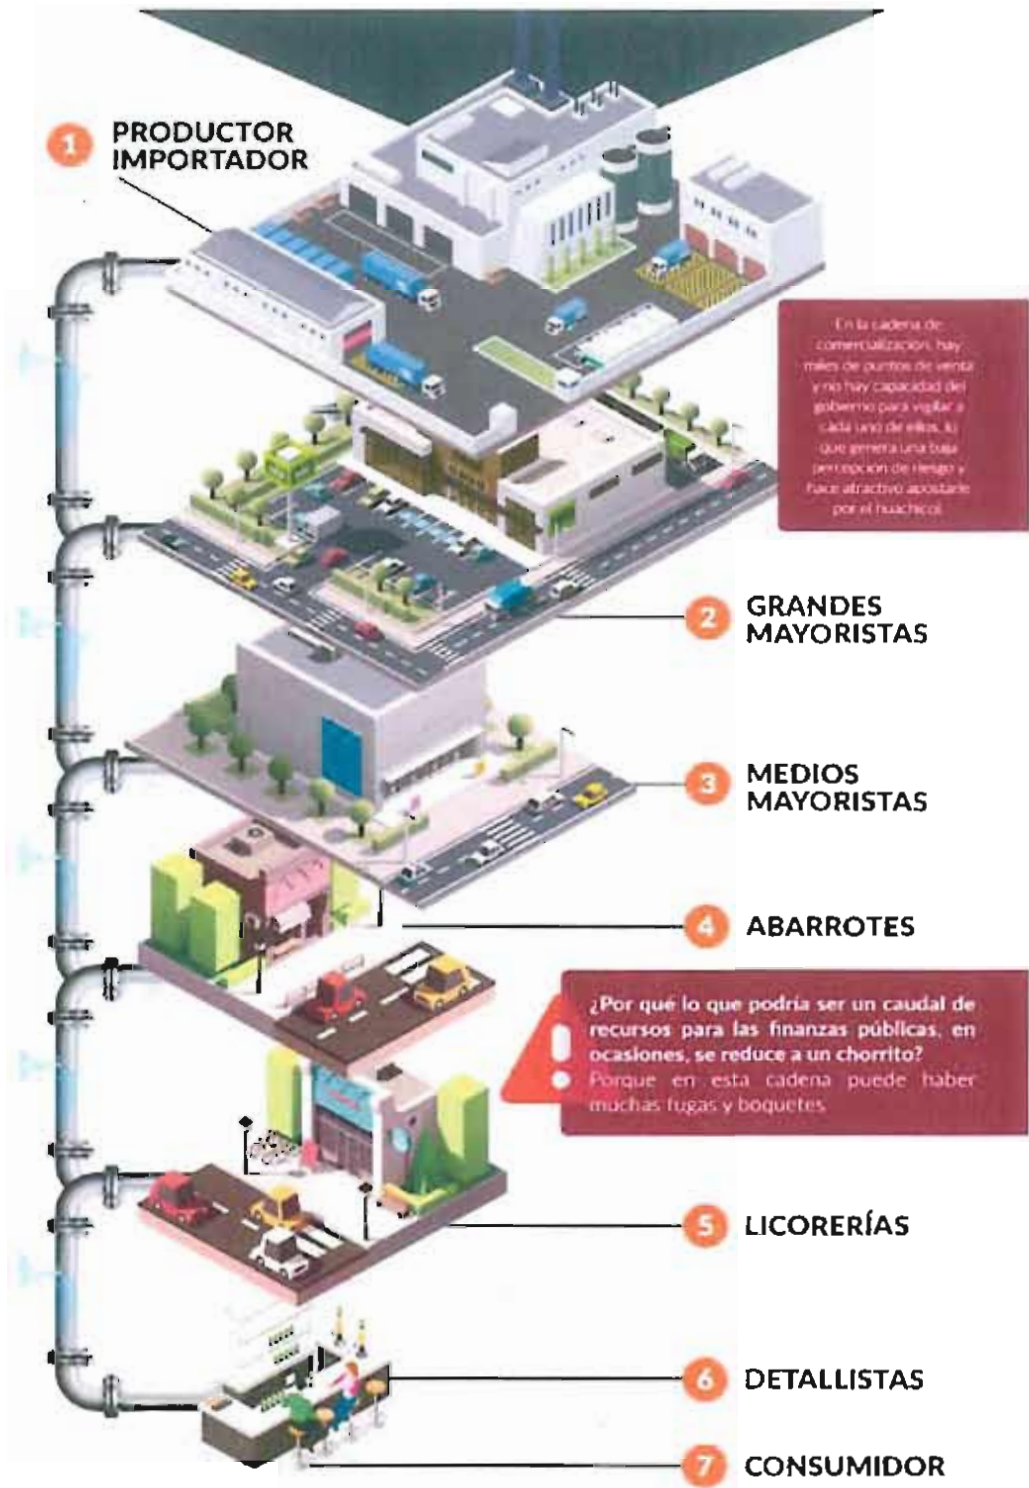 1
PRODUCTOR
IMPORTADOR
En la cadena de
comercialización, hay
miles de puntos de venta
y no hay capacidad del
gobierno para vigilar a
cada uno de ellos, lo
que genera una baja
percepción de riesgo y
hace atractivo apostarle
por el huachicol.
2
GRANDES
MAYORISTAS
3
MEDIOS
MAYORISTAS
4
ABARROTES
¿Por qué lo que podría ser un caudal de
recursos para las finanzas públicas, en
ocasiones, se reduce a un chorrito?
Porque en esta cadena puede haber
muchas fugas y boquetes
5
LICORERÍAS
6
DETALLISTAS
7
CONSUMIDOR